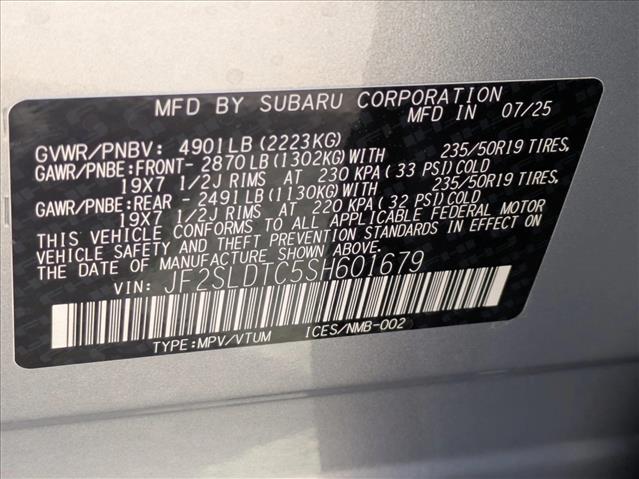 MFD BY SUBARU CORPORATION
MFD IN 07/25
GVWR/PNBV: 4901LB(2223KG)
GAWR/PNBE:FRONT- 2870LB(1302KG)WITH 235/50R19 TIRES,
19X7 1/2J RIMS AT 230 KPA (33 PSI)COLD
GAWR/PNBE:REAR - 2491LB(1130KG)WITH 235/50R19 TIRES,
19X7 1/2J RIMS AT 220 KPA (32 PSI)COLD
THIS VEHICLE CONFORMS TO ALL APPLICABLE FEDERAL MOTOR
VEHICLE SAFETY AND THEFT PREVENTION STANDARDS IN EFFECT ON
THE DATE OF MANUFACTURE SHOWN ABOVE.
VIN: JF2SLDTC5SH601679
TYPE:MPV/VTUM ICES/NMB-002